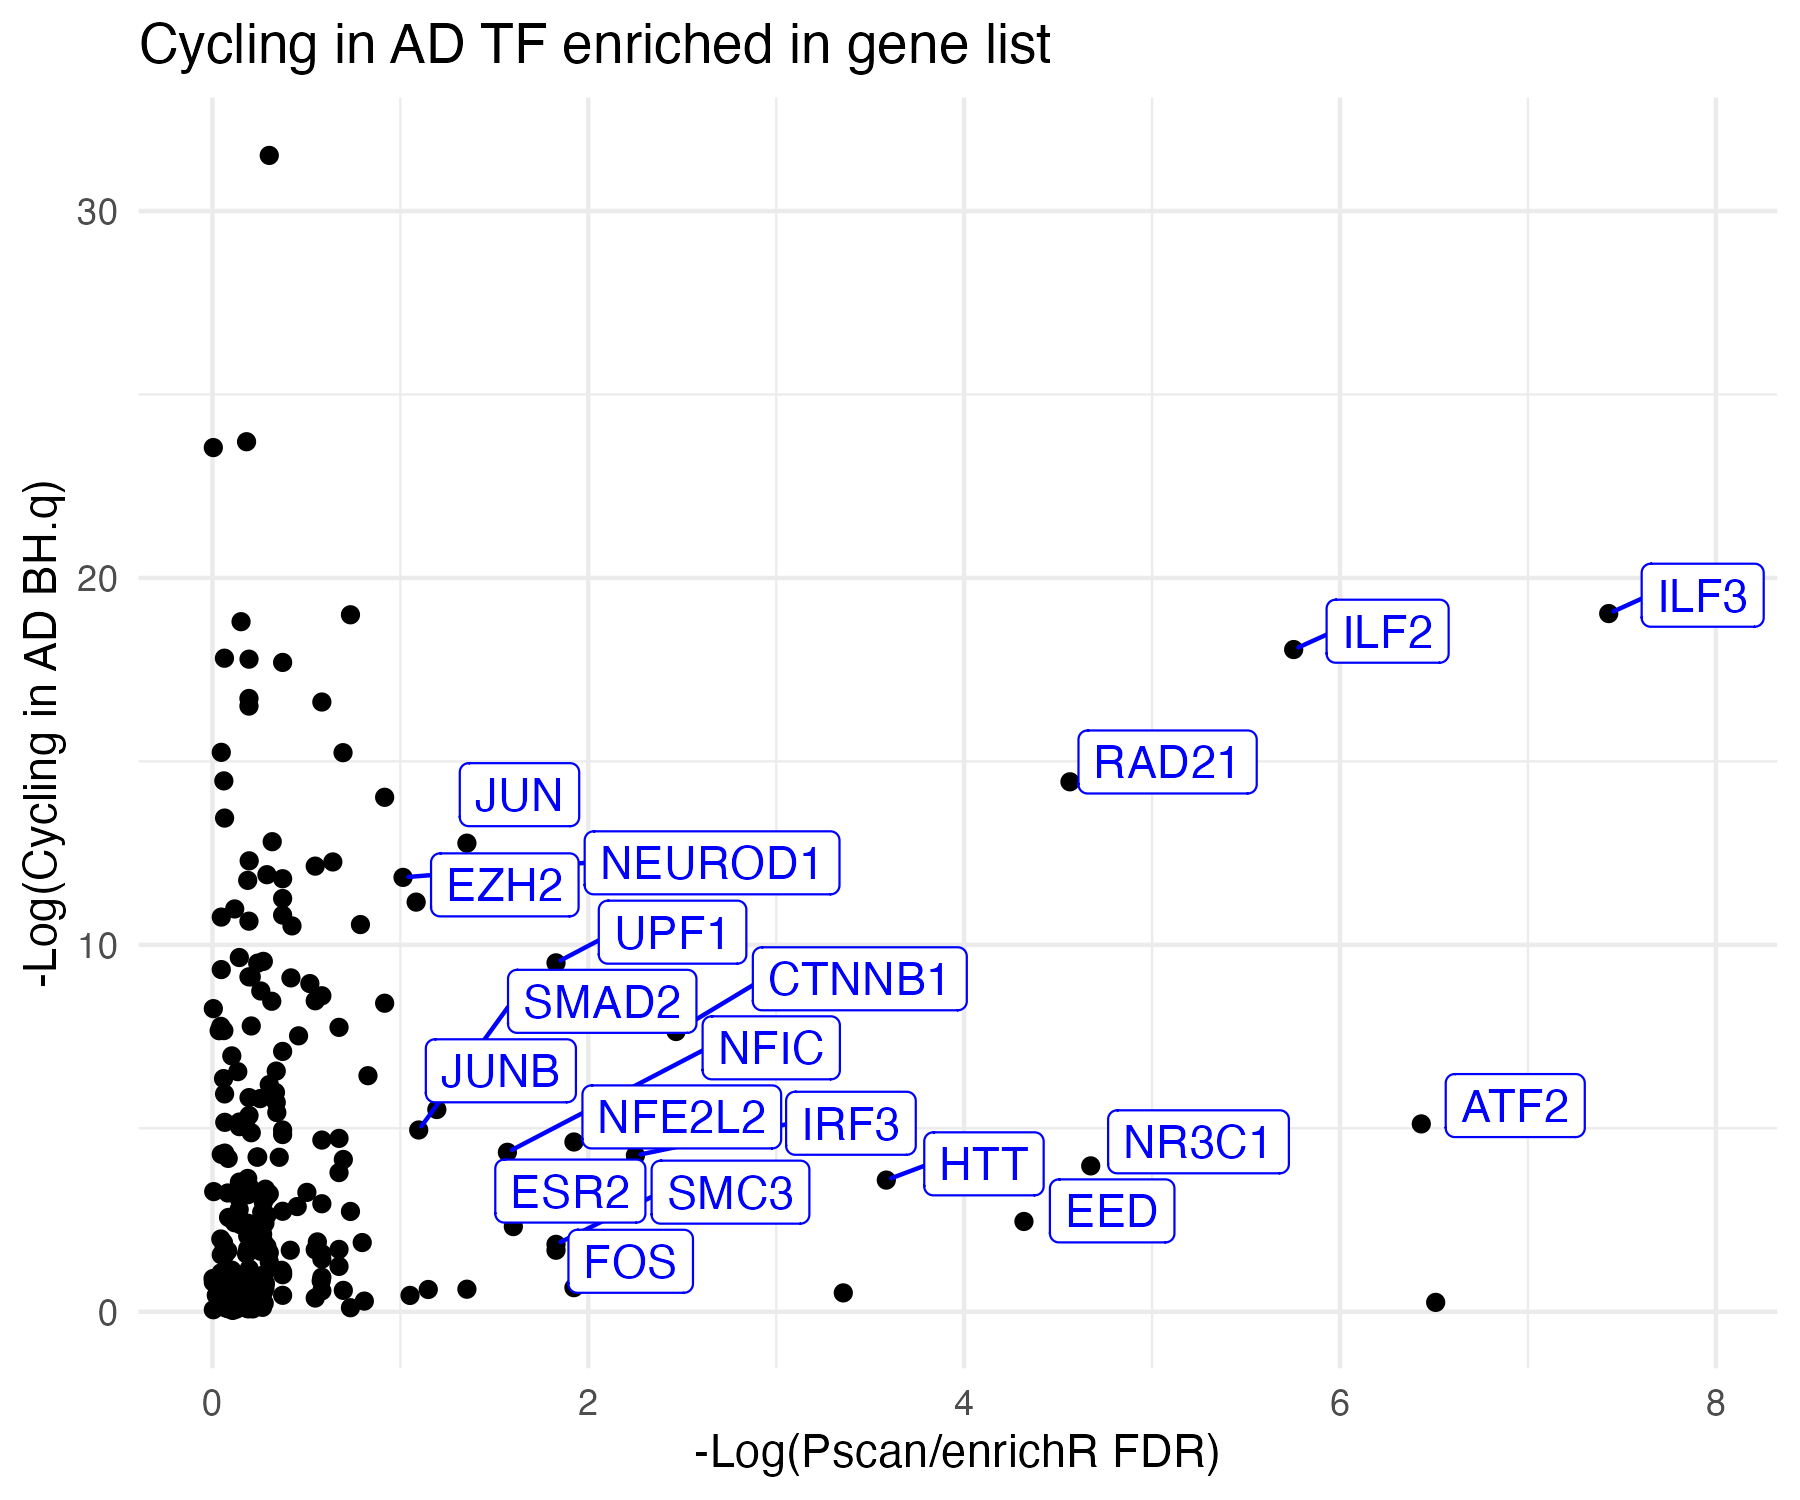 Cycling in AD TF enriched in gene list
-Log(Cycling in AD BH.q)
30
20
10
0
ILF3
ILF2
RAD21
JUN
NEUROD1
EZH2
UPF1
CTNNB1
SMAD2
NFIC
JUNB
ATF2
NFE2L2
IRF3
NR3C1
HTT
ESR2
SMC3
EED
FOS
0 2 4 6 8
-Log(Pscan/enrichR FDR)